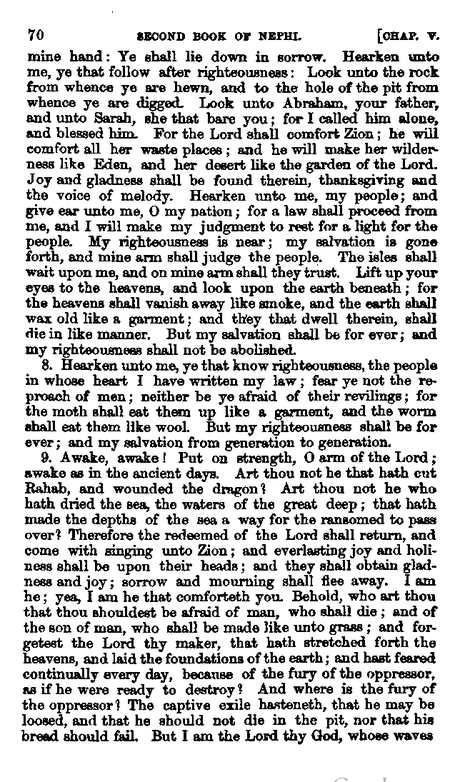 70 SECOND BOOK OF NEPHI. [CHAP. V.
mine hand: Ye shall lie down in sorrow. Hearken unto
me, ye that follow after righteousness: Look unto the rock
from whence ye are hewn, and to the hole of the pit from
whence ye are digged. Look unto Abraham, your father,
and unto Sarah, she that bare you; for I called him alone,
and blessed him. For the Lord shall comfort Zion; he will
comfort all her waste places; and he will make her wilder-
ness like Eden, and her desert like the garden of the Lord.
Joy and gladness shall be found therein, thanksgiving and
the voice of melody. Hearken unto me, my people; and
give ear unto me, O my nation; for a law shall proceed from
me, and I will make my judgment to rest for a light for the
people. My righteousness is near; my salvation is gone
forth, and mine arm shall judge the people. The isles shall
wait upon me, and on mine arm shall they trust. Lift up your
eyes to the heavens, and look upon the earth beneath; for
the heavens shall vanish away like smoke, and the earth shall
wax old like a garment; and they that dwell therein, shall
die in like manner. But my salvation shall be for ever; and
my righteousness shall not be abolished.
8. Hearken unto me, ye that know righteousness, the people
in whose heart I have written my law; fear ye not the re-
proach of men; neither be ye afraid of their revilings; for
the moth shall eat them up like a garment, and the worm
shall eat them like wool. But my righteousness shall be for
ever; and my salvation from generation to generation.
9. Awake, awake! Put on strength, O arm of the Lord;
awake as in the ancient days. Art thou not he that hath cut
Rahab, and wounded the dragon? Art thou not he who
hath dried the sea, the waters of the great deep; that hath
made the depths of the sea a way for the ransomed to pass
over? Therefore the redeemed of the Lord shall return, and
come with singing unto Zion; and everlasting joy and holi-
ness shall be upon their heads; and they shall obtain glad-
ness and joy; sorrow and mourning shall flee away. I am
he; yea, I am he that comforteth you. Behold, who art thou
that thou shouldest be afraid of man, who shall die; and of
the son of man, who shall be made like unto grass; and for-
getest the Lord thy maker, that hath stretched forth the
heavens, and laid the foundations of the earth; and hast feared
continually every day, because of the fury of the oppressor,
as if he were ready to destroy? And where is the fury of
the oppressor? The captive exile hasteneth, that he may be
loosed, and that he should not die in the pit, nor that his
bread should fail. But I am the Lord thy God, whose waves